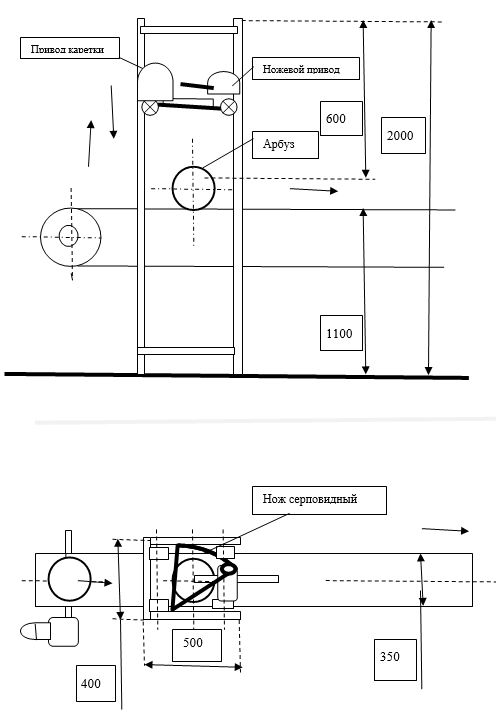 Привод каретки
Ножевой привод
600
2000
Арбуз
1100
Нож серповидный
500
350
400